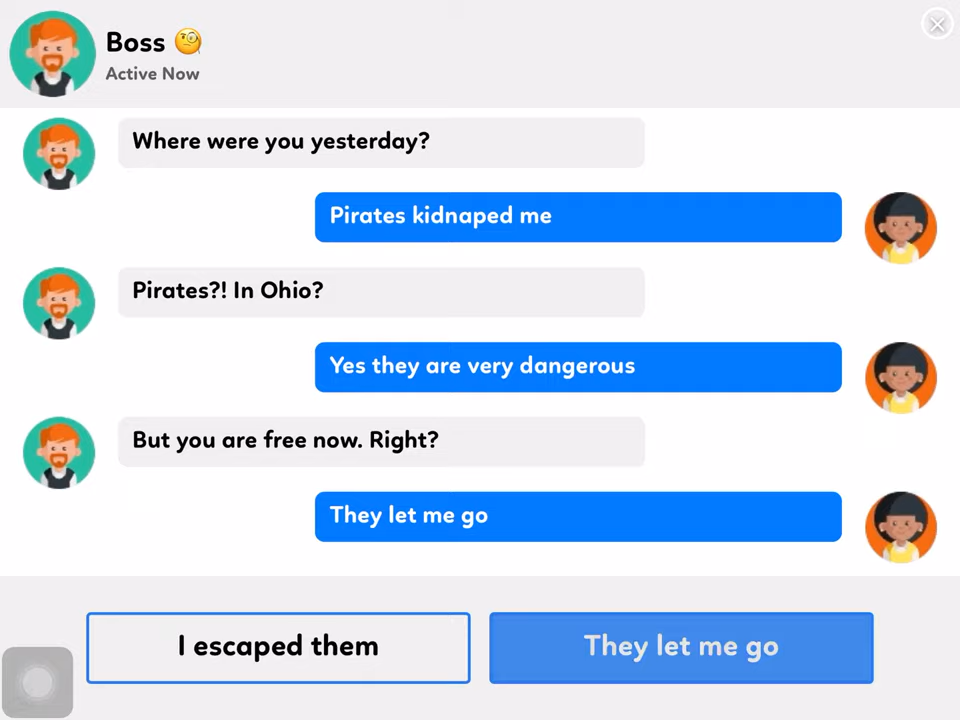 Boss 🧐
Active Now
Where were you yesterday?
Pirates kidnaped me
Pirates?! In Ohio?
Yes they are very dangerous
But you are free now. Right?
They let me go
I escaped them
They let me go